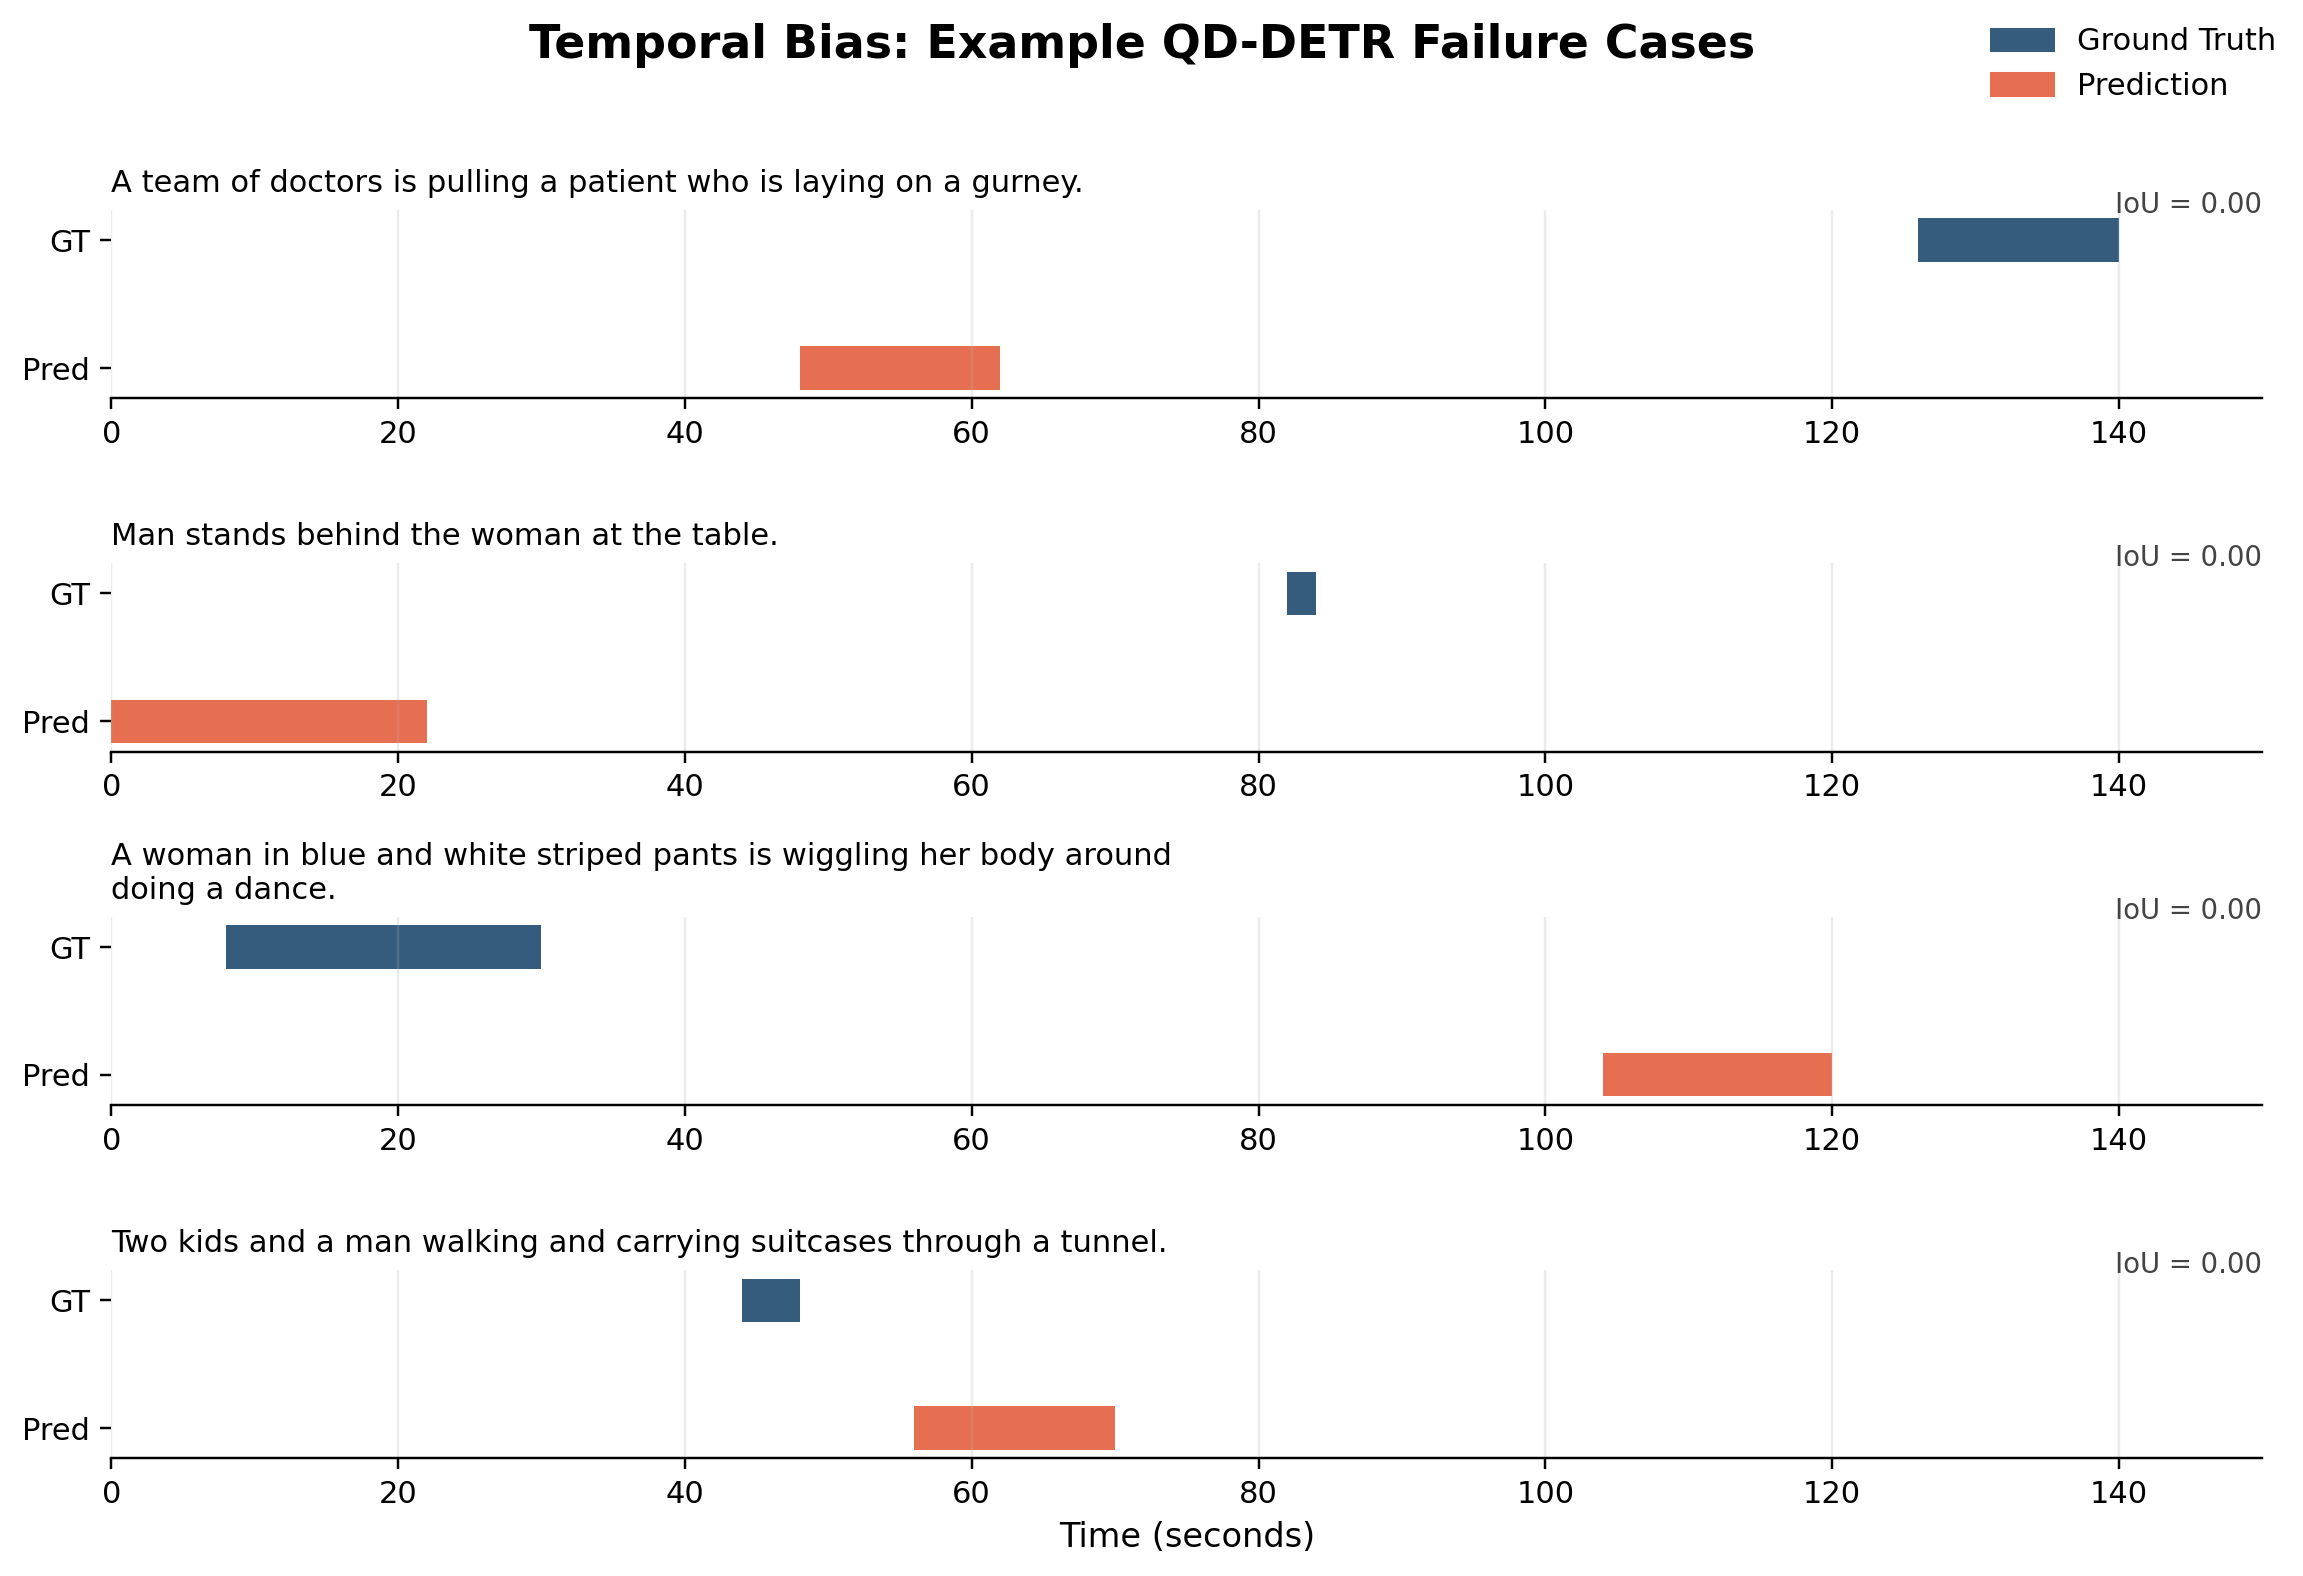 Temporal Bias: Example QD-DETR Failure Cases
Ground Truth
Prediction
A team of doctors is pulling a patient who is laying on a gurney.
IoU = 0.00
GT
Pred
0 20 40 60 80 100 120 140
Man stands behind the woman at the table.
IoU = 0.00
GT
Pred
0 20 40 60 80 100 120 140
A woman in blue and white striped pants is wiggling her body around
doing a dance.
IoU = 0.00
GT
Pred
0 20 40 60 80 100 120 140
Two kids and a man walking and carrying suitcases through a tunnel.
IoU = 0.00
GT
Pred
0 20 40 60 80 100 120 140
Time (seconds)